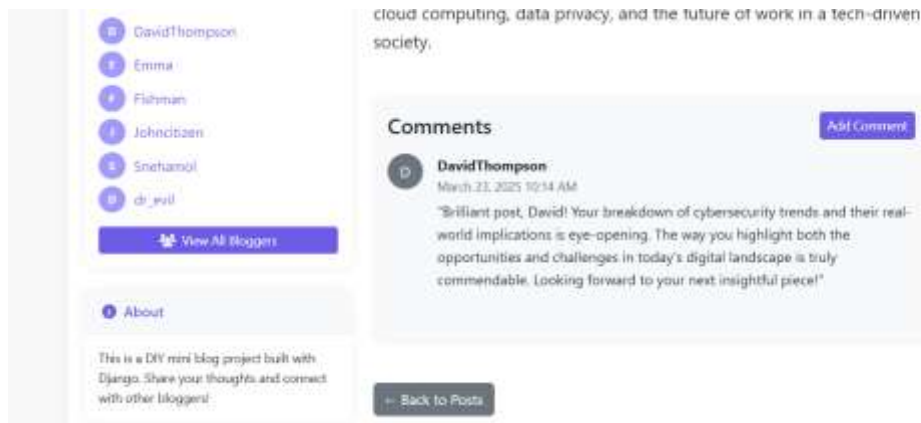 DavidThompson
Emma
Fishman
Johncitizen
Snehamol
dr_evil
View All Bloggers
About
This is a DIY mini blog project built with
Django. Share your thoughts and connect
with other bloggers!
cloud computing, data privacy, and the future of work in a tech-driven
society.
Comments
Add Comment
D
DavidThompson
March 23, 2025 10:14 AM
"Brilliant post, David! Your breakdown of cybersecurity trends and their real-
world implications is eye-opening. The way you highlight both the
opportunities and challenges in today's digital landscape is truly
commendable. Looking forward to your next insightful piece!"
← Back to Posts